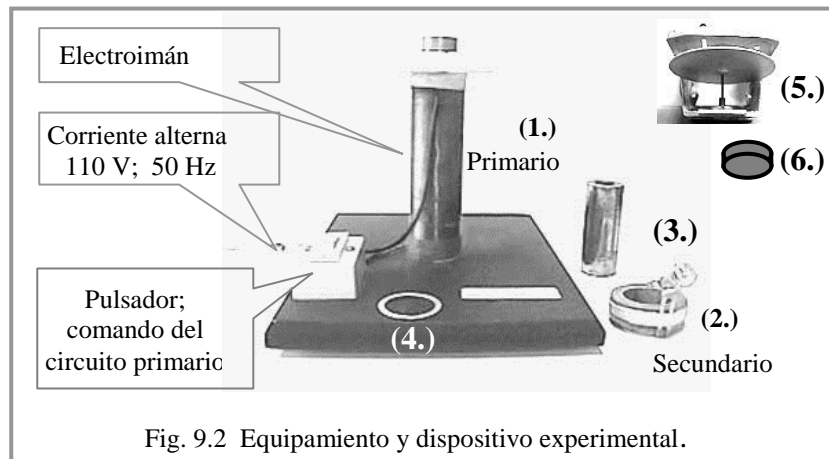 Electroimán
Corriente alterna
110 V; 50 Hz
Pulsador;
comando del
circuito primario
(1.)
Primario
(2.)
Secundario
(3.)
(4.)
(5.)
(6.)
Fig. 9.2 Equipamiento y dispositivo experimental.